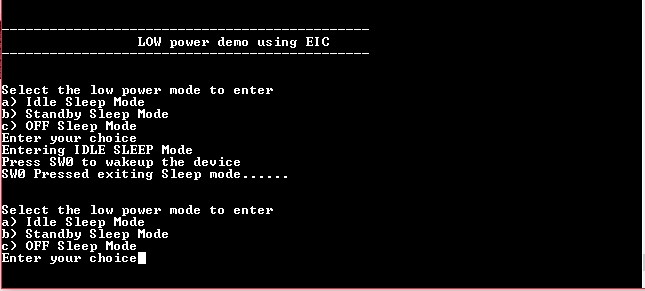 LOW power demo using EIC
Select the low power mode to enter
a) Idle Sleep Mode
b) Standby Sleep Mode
c) OFF Sleep Mode
Enter your choice
Entering IDLE SLEEP Mode
Press SW0 to wakeup the device
SW0 Pressed exiting Sleep mode......
Select the low power mode to enter
a) Idle Sleep Mode
b) Standby Sleep Mode
c) OFF Sleep Mode
Enter your choice